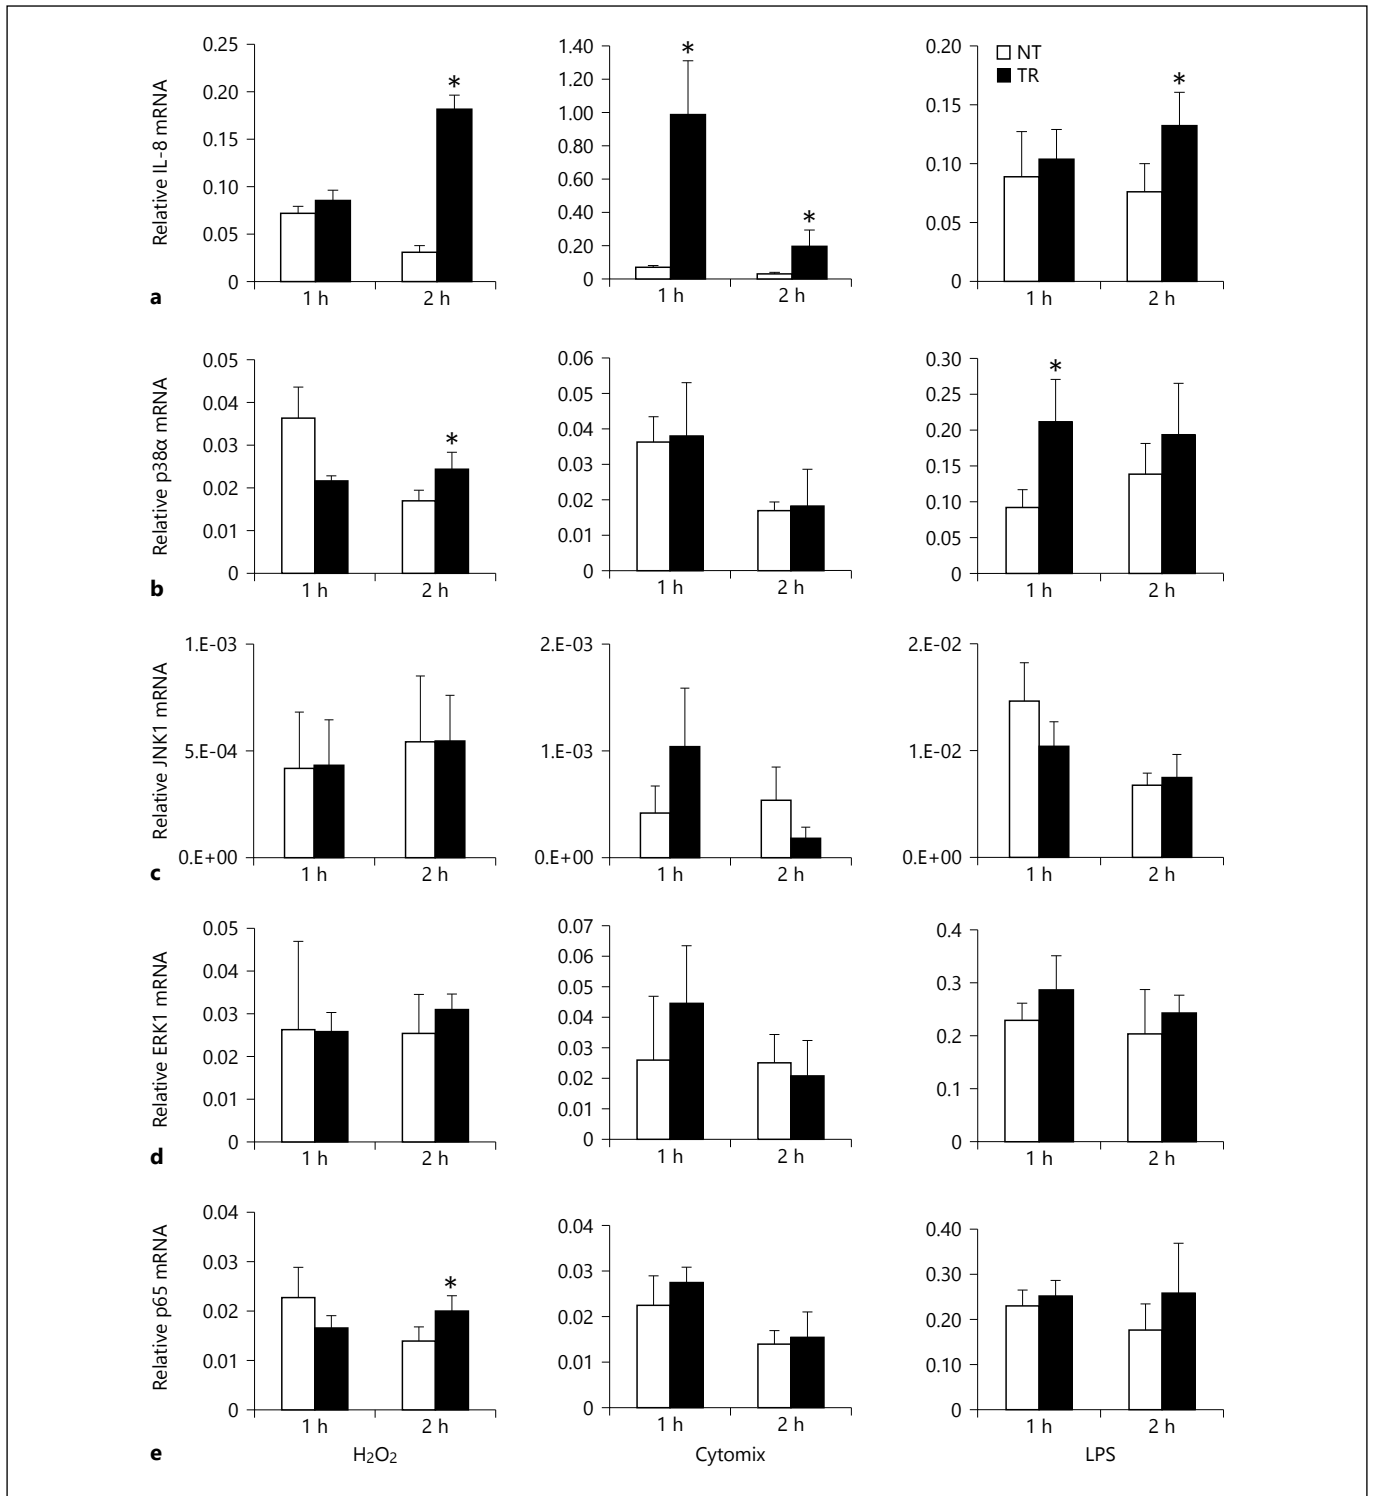 Relative IL-8 mRNA
0.25
0.20
0.15
0.10
0.05
0
*
1 h 2 h
1.40
1.20
1.00
0.80
0.60
0.40
0.20
0
*
*
1 h 2 h
0.20
0.15
0.10
0.05
0
NT
TR
*
1 h 2 h
a
Relative p38α mRNA
0.05
0.04
0.03
0.02
0.01
0
*
1 h 2 h
0.06
0.05
0.04
0.03
0.02
0.01
0
1 h 2 h
0.30
0.25
0.20
0.15
0.10
0.05
0
*
1 h 2 h
b
Relative JNK1 mRNA
1.E-03
5.E-04
0.E+00
1 h 2 h
2.E-03
1.E-03
0.E+00
1 h 2 h
2.E-02
1.E-02
0.E+00
1 h 2 h
c
Relative ERK1 mRNA
0.05
0.04
0.03
0.02
0.01
0
1 h 2 h
0.07
0.06
0.05
0.04
0.03
0.02
0.01
0
1 h 2 h
0.4
0.3
0.2
0.1
0
1 h 2 h
d
Relative p65 mRNA
0.04
0.03
0.02
0.01
0
*
1 h 2 h
0.04
0.03
0.02
0.01
0
1 h 2 h
0.40
0.30
0.20
0.10
0
1 h 2 h
e
H2O2
Cytomix
LPS